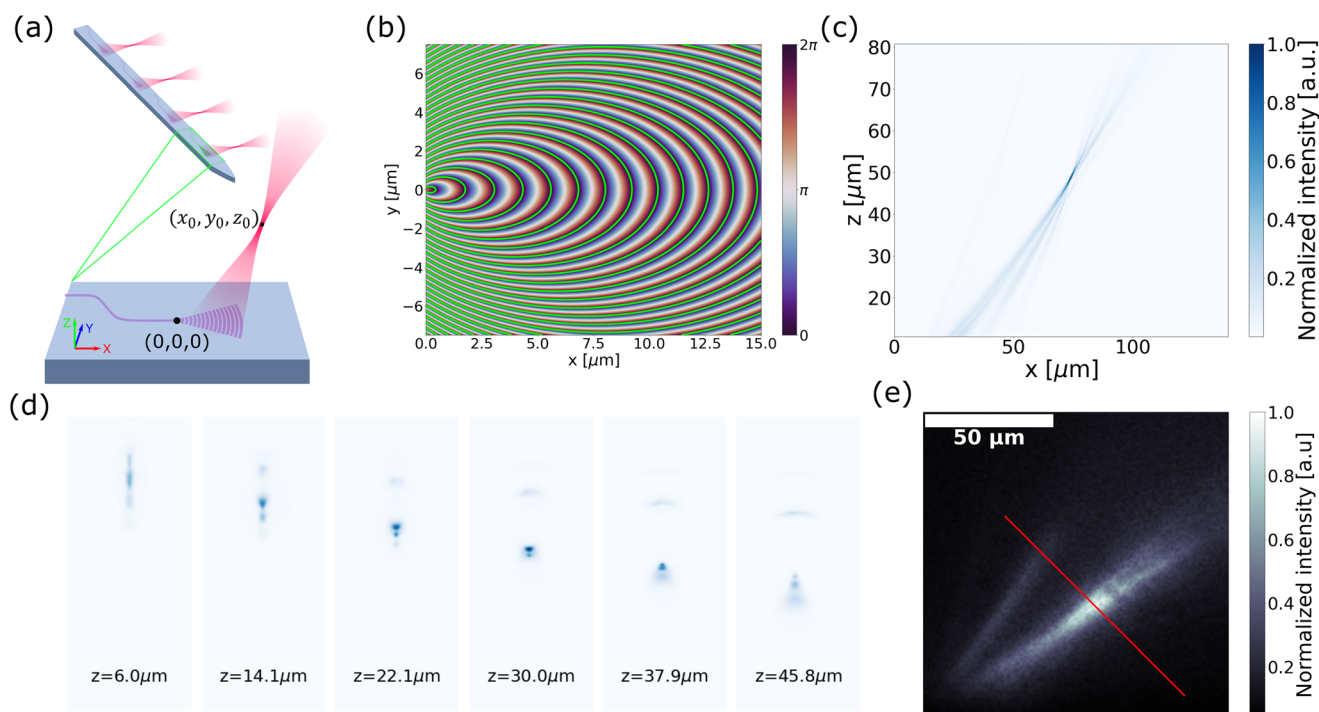 (a)
(x₀, y₀, z₀)
Z
Y
X
(0,0,0)
(b)
y [μm]
6
4
2
0
−2
−4
−6
0.0 2.5 5.0 7.5 10.0 12.5 15.0
x [μm]
2π
π
0
(c)
z [μm]
80
70
60
50
40
30
20
0 50 100
x [μm]
1.0
0.8
0.6
0.4
0.2
Normalized intensity [a.u.]
(d)
z=6.0μm z=14.1μm z=22.1μm z=30.0μm z=37.9μm z=45.8μm
(e)
50 μm
1.0
0.8
0.6
0.4
0.2
Normalized intensity [a.u]